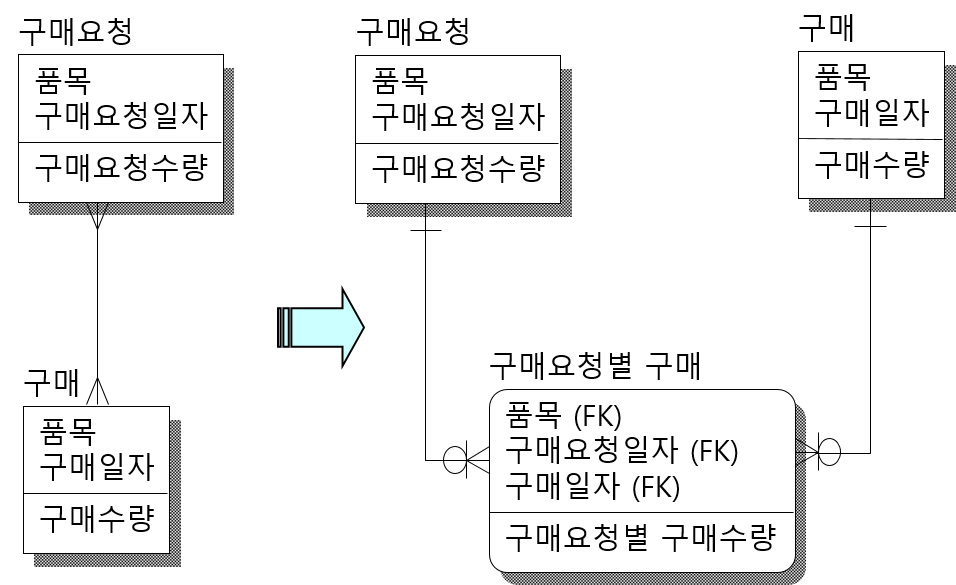 구매요청
품목
구매요청일자
구매요청수량
구매
품목
구매일자
구매수량
구매요청
품목
구매요청일자
구매요청수량
구매
품목
구매일자
구매수량
구매요청별 구매
품목 (FK)
구매요청일자 (FK)
구매일자 (FK)
구매요청별 구매수량